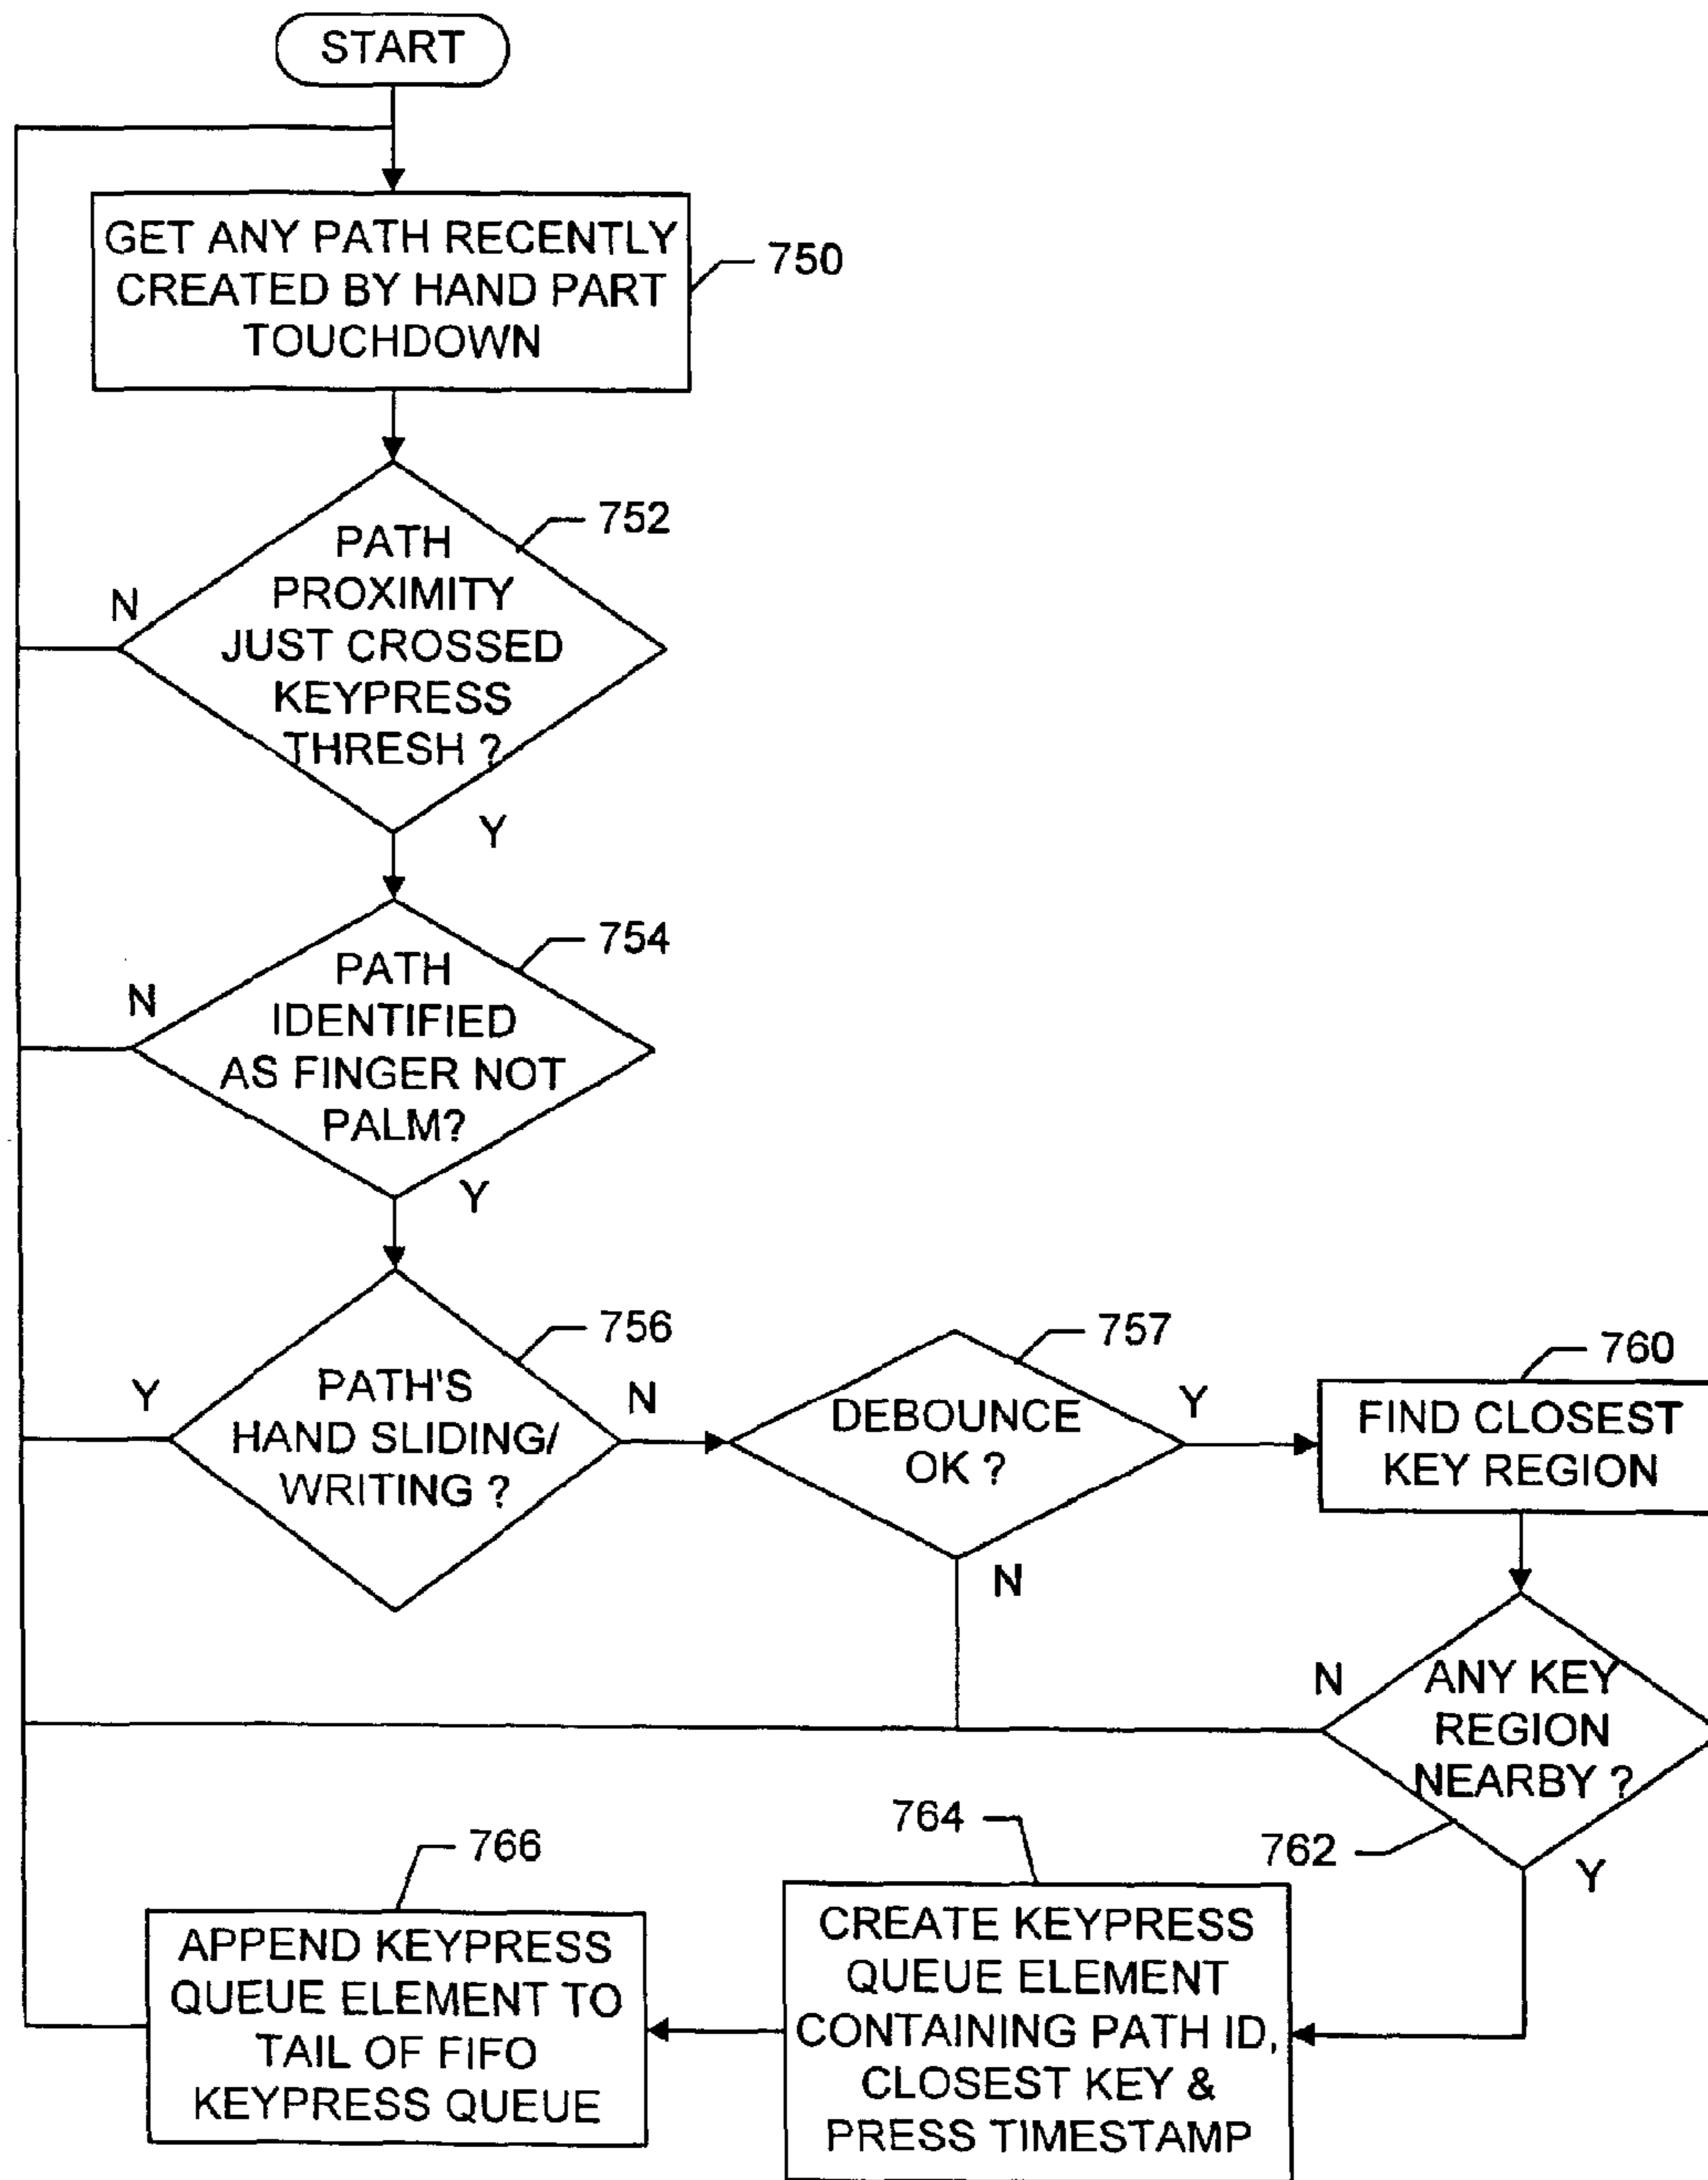 START
GET ANY PATH RECENTLY
CREATED BY HAND PART
TOUCHDOWN
750
752
PATH
PROXIMITY
JUST CROSSED
KEYPRESS
THRESH ?
N
Y
754
PATH
IDENTIFIED
AS FINGER NOT
PALM?
N
Y
756
PATH'S
HAND SLIDING/
WRITING ?
Y
N
757
DEBOUNCE
OK ?
Y
N
760
FIND CLOSEST
KEY REGION
ANY KEY
REGION
NEARBY ?
N
762
Y
764
CREATE KEYPRESS
QUEUE ELEMENT
CONTAINING PATH ID,
CLOSEST KEY &
PRESS TIMESTAMP
766
APPEND KEYPRESS
QUEUE ELEMENT TO
TAIL OF FIFO
KEYPRESS QUEUE